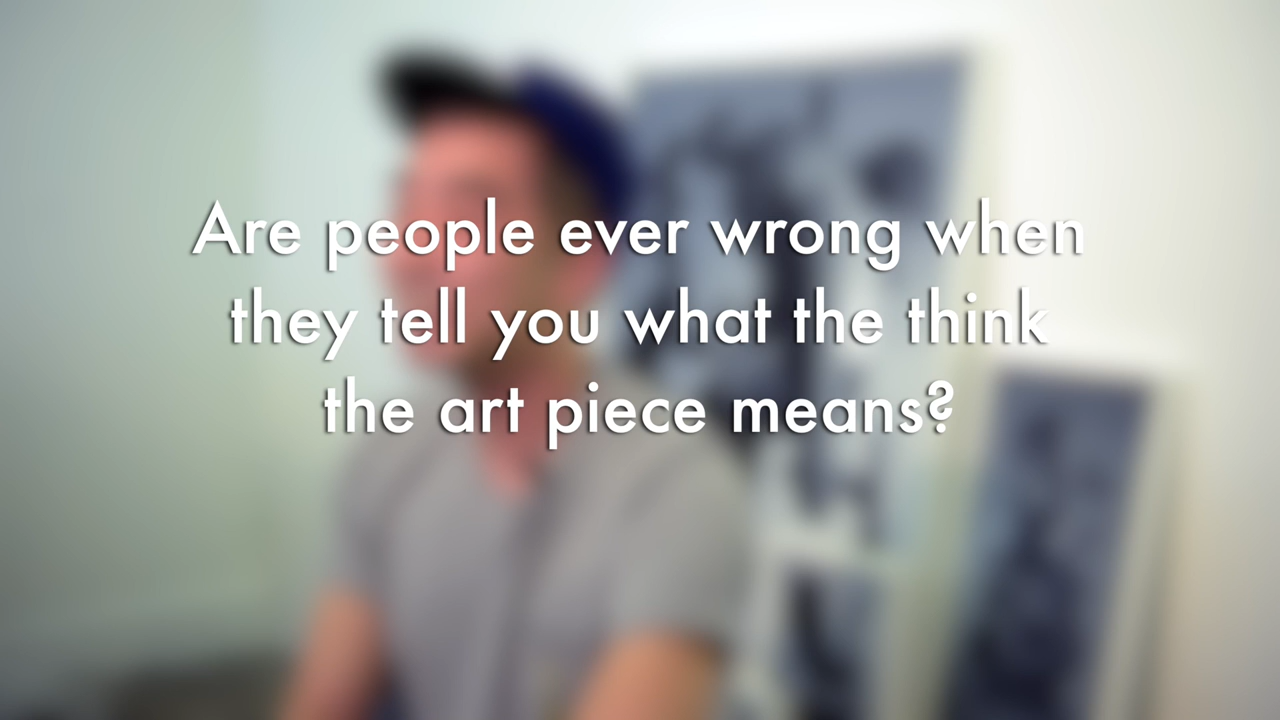 Are people ever wrong when
they tell you what the think
the art piece means?